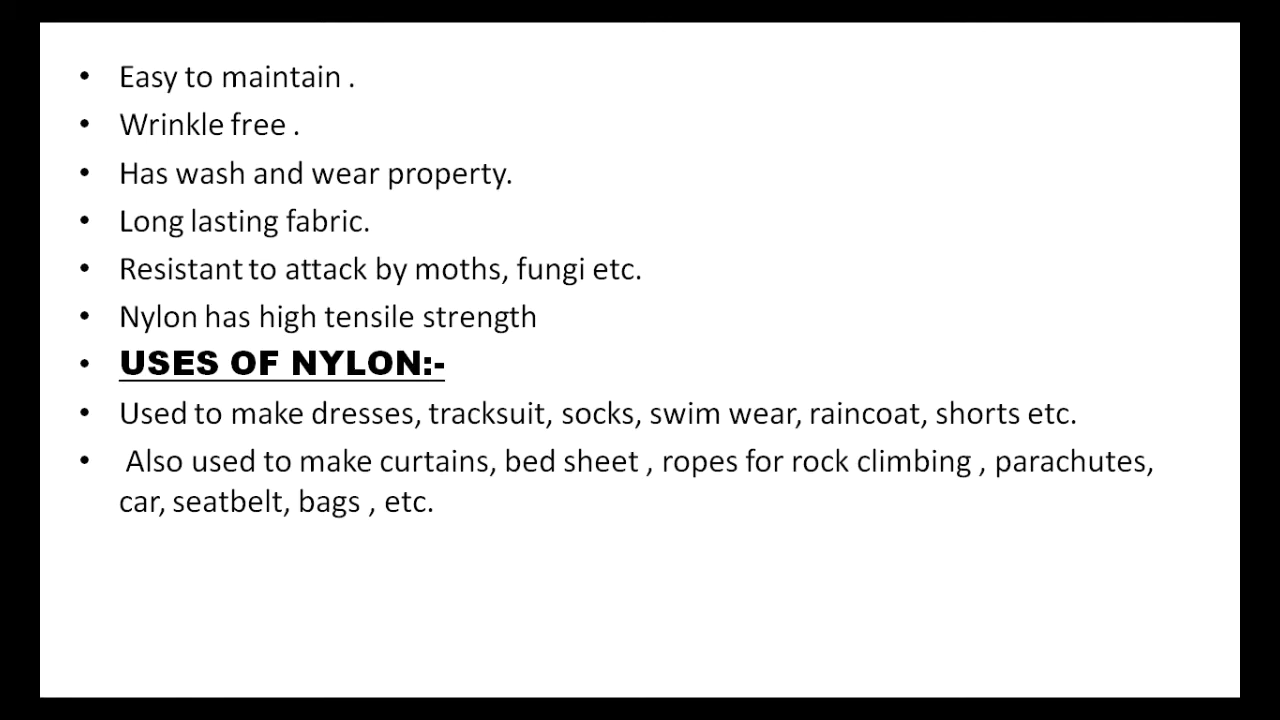 • Easy to maintain .
• Wrinkle free .
• Has wash and wear property.
• Long lasting fabric.
• Resistant to attack by moths, fungi etc.
• Nylon has high tensile strength
• USES OF NYLON:-
• Used to make dresses, tracksuit, socks, swim wear, raincoat, shorts etc.
• Also used to make curtains, bed sheet , ropes for rock climbing , parachutes,
car, seatbelt, bags , etc.